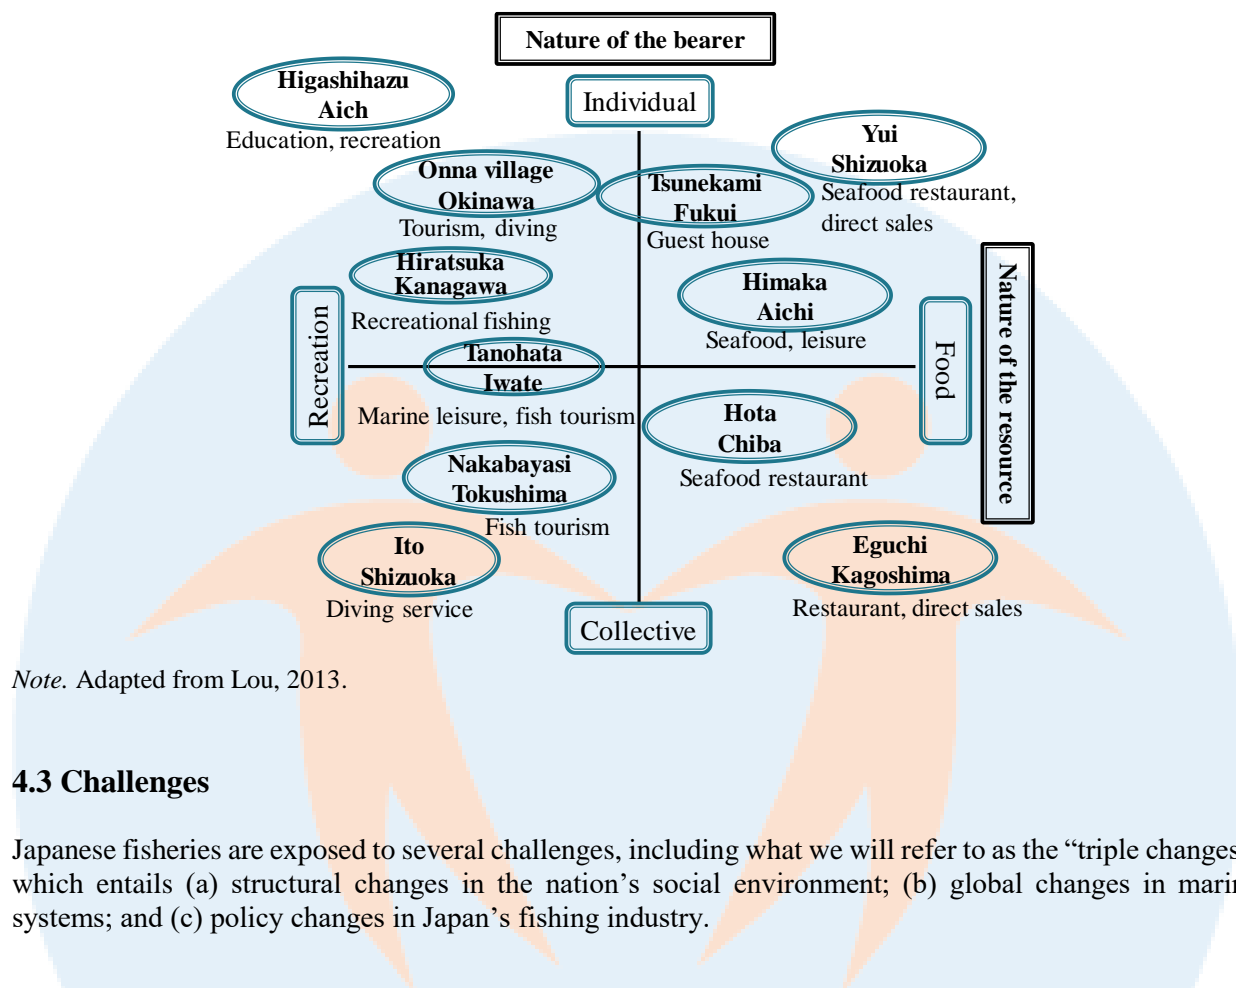 Nature of the bearer
Higashihazu
Aich
Education, recreation
Individual
Yui
Shizuoka
Seafood restaurant,
direct sales
Onna village
Okinawa
Tourism, diving
Tsunekami
Fukui
Guest house
Hiratsuka
Kanagawa
Recreational fishing
Himaka
Aichi
Seafood, leisure
Nature of the resource
Recreation
Food
Tanohata
Iwate
Marine leisure, fish tourism
Hota
Chiba
Seafood restaurant
Nakabayasi
Tokushima
Fish tourism
Ito
Shizuoka
Diving service
Eguchi
Kagoshima
Restaurant, direct sales
Collective
Note. Adapted from Lou, 2013.
4.3 Challenges
Japanese fisheries are exposed to several challenges, including what we will refer to as the “triple changes
which entails (a) structural changes in the nation’s social environment; (b) global changes in marin
systems; and (c) policy changes in Japan’s fishing industry.